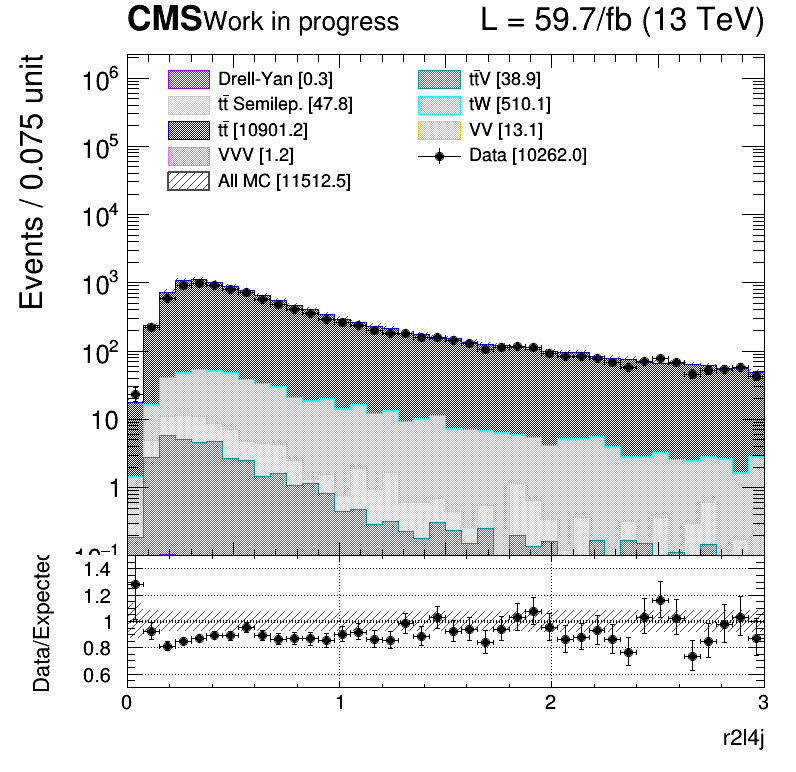 CMS Work in progress L = 59.7/fb (13 TeV)
Events / 0.075 unit
10⁶
10⁵
10⁴
10³
10²
10
1
10⁻¹
Drell-Yan [0.3]
tt̄ Semilep. [47.8]
tt̄ [10901.2]
VVV [1.2]
All MC [11512.5]
tt̄V [38.9]
tW [510.1]
VV [13.1]
Data [10262.0]
Data/Expected
1.4
1.2
1
0.8
0.6
0 1 2 3
r2l4j